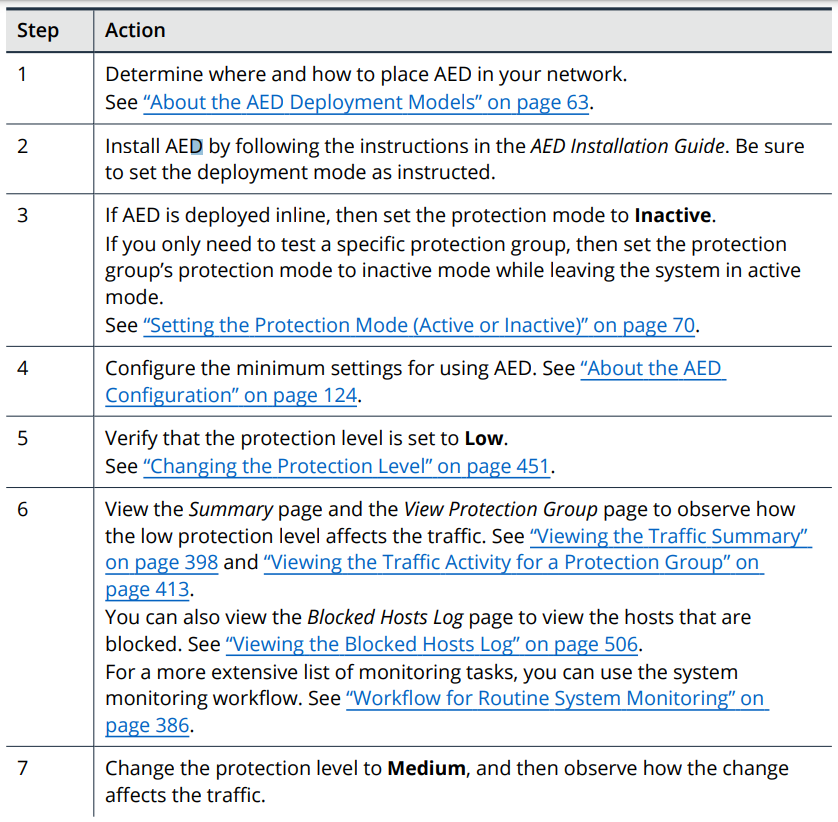 Step Action
1 Determine where and how to place AED in your network.
See “About the AED Deployment Models” on page 63.
2 Install AED by following the instructions in the AED Installation Guide. Be sure
to set the deployment mode as instructed.
3 If AED is deployed inline, then set the protection mode to Inactive.
If you only need to test a specific protection group, then set the protection
group’s protection mode to inactive mode while leaving the system in active
mode.
See “Setting the Protection Mode (Active or Inactive)” on page 70.
4 Configure the minimum settings for using AED. See “About the AED
Configuration” on page 124.
5 Verify that the protection level is set to Low.
See “Changing the Protection Level” on page 451.
6 View the Summary page and the View Protection Group page to observe how
the low protection level affects the traffic. See “Viewing the Traffic Summary”
on page 398 and “Viewing the Traffic Activity for a Protection Group” on
page 413.
You can also view the Blocked Hosts Log page to view the hosts that are
blocked. See “Viewing the Blocked Hosts Log” on page 506.
For a more extensive list of monitoring tasks, you can use the system
monitoring workflow. See “Workflow for Routine System Monitoring” on
page 386.
7 Change the protection level to Medium, and then observe how the change
affects the traffic.